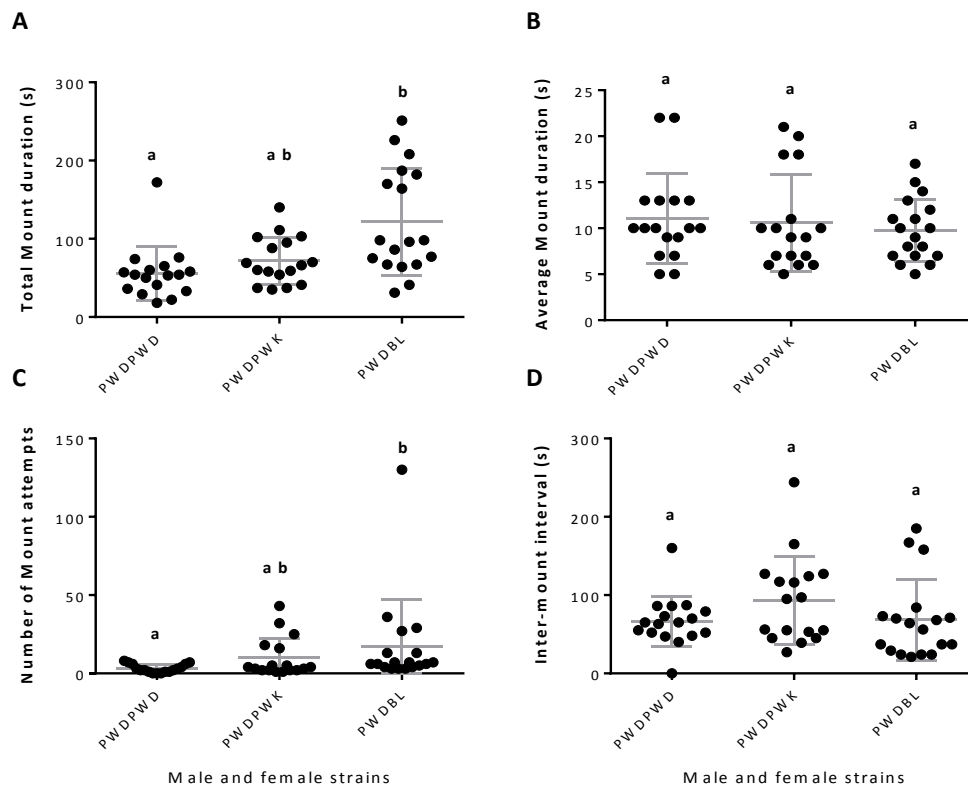 A
Total Mount duration (s)
300
200
100
0
a
a b
b
PWDPWD
PWDPWK
PWDBL
B
Average Mount duration (s)
25
20
15
10
5
0
a
a
a
PWDPWD
PWDPWK
PWDBL
C
Number of Mount attempts
150
100
50
0
a
a b
b
PWDPWD
PWDPWK
PWDBL
Male and female strains
D
Inter-mount interval (s)
300
200
100
0
a
a
a
PWDPWD
PWDPWK
PWDBL
Male and female strains